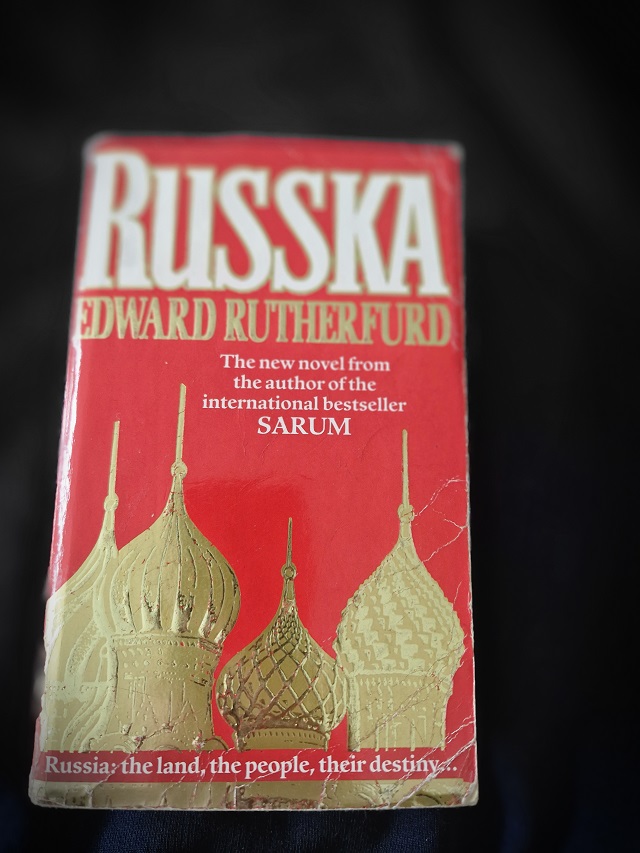 RUSSKA
EDWARD RUTHERFURD
The new novel from
the author of the
international bestseller
SARUM
Russia: the land, the people, their destiny...